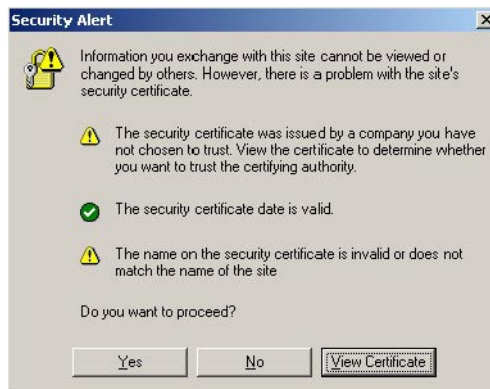 Security Alert
Information you exchange with this site cannot be viewed or
changed by others. However, there is a problem with the site's
security certificate.
The security certificate was issued by a company you have
not chosen to trust. View the certificate to determine whether
you want to trust the certifying authority.
The security certificate date is valid.
The name on the security certificate is invalid or does not
match the name of the site
Do you want to proceed?
Yes No View Certificate